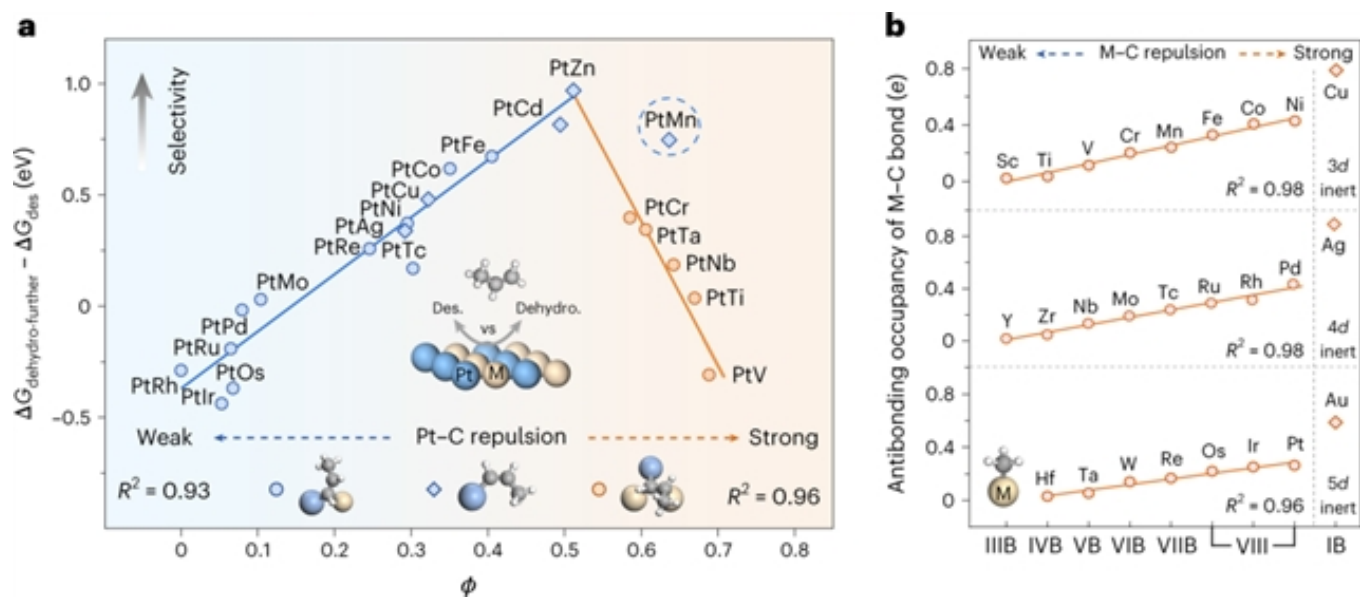 a
ΔG_dehydro-further − ΔG_des (eV)
1.0
0.5
0
−0.5
Selectivity
PtZn
PtCd
PtMn
PtFe
PtCo
PtCu
PtNi
PtAg
PtRe
PtTc
PtCr
PtTa
PtNb
PtTi
PtMo
PtPd
PtRu
PtOs
PtRh
PtIr
PtV
Des.
vs
Dehydro.
Pt
M
Weak
Pt–C repulsion
Strong
R² = 0.93
R² = 0.96
0 0.1 0.2 0.3 0.4 0.5 0.6 0.7 0.8
ϕ
b
Antibonding occupancy of M–C bond (e)
Weak M–C repulsion Strong
0.8
0.4
0
Sc Ti V Cr Mn Fe Co Ni
Cu
R² = 0.98
3d
inert
0.8
0.4
0
Y Zr Nb Mo Tc Ru Rh Pd
Ag
R² = 0.98
4d
inert
0.8
0.4
0
M
Hf Ta W Re Os Ir Pt
Au
R² = 0.96
5d
inert
IIIB IVB VB VIB VIIB VIII IB